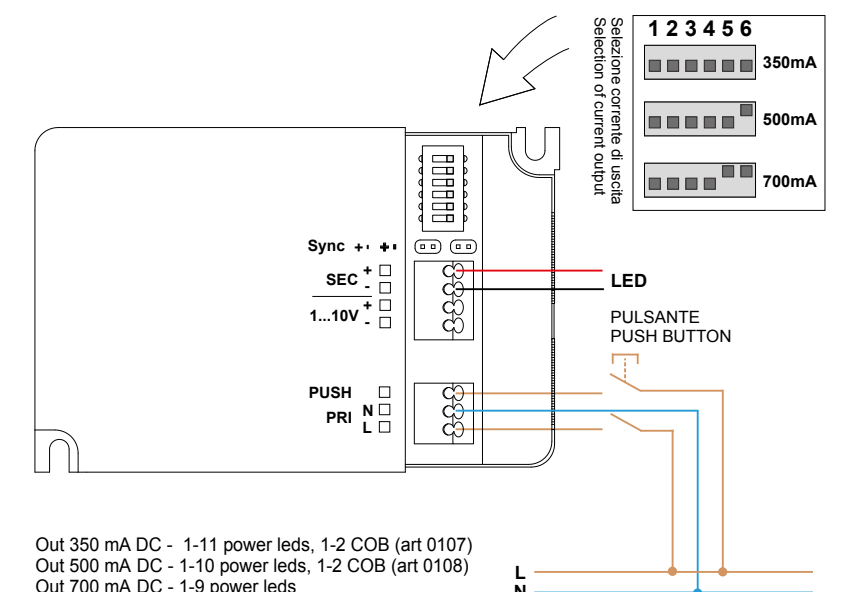 1 2 3 4 5 6
350mA
500mA
700mA
Selezione corrente di uscita
Selection of current output
Sync + - + -
SEC + -
1...10V + -
LED
PULSANTE
PUSH BUTTON
PUSH
PRI N
L
Out 350 mA DC - 1-11 power leds, 1-2 COB (art 0107)
Out 500 mA DC - 1-10 power leds, 1-2 COB (art 0108)
Out 700 mA DC - 1-9 power leds
L
N